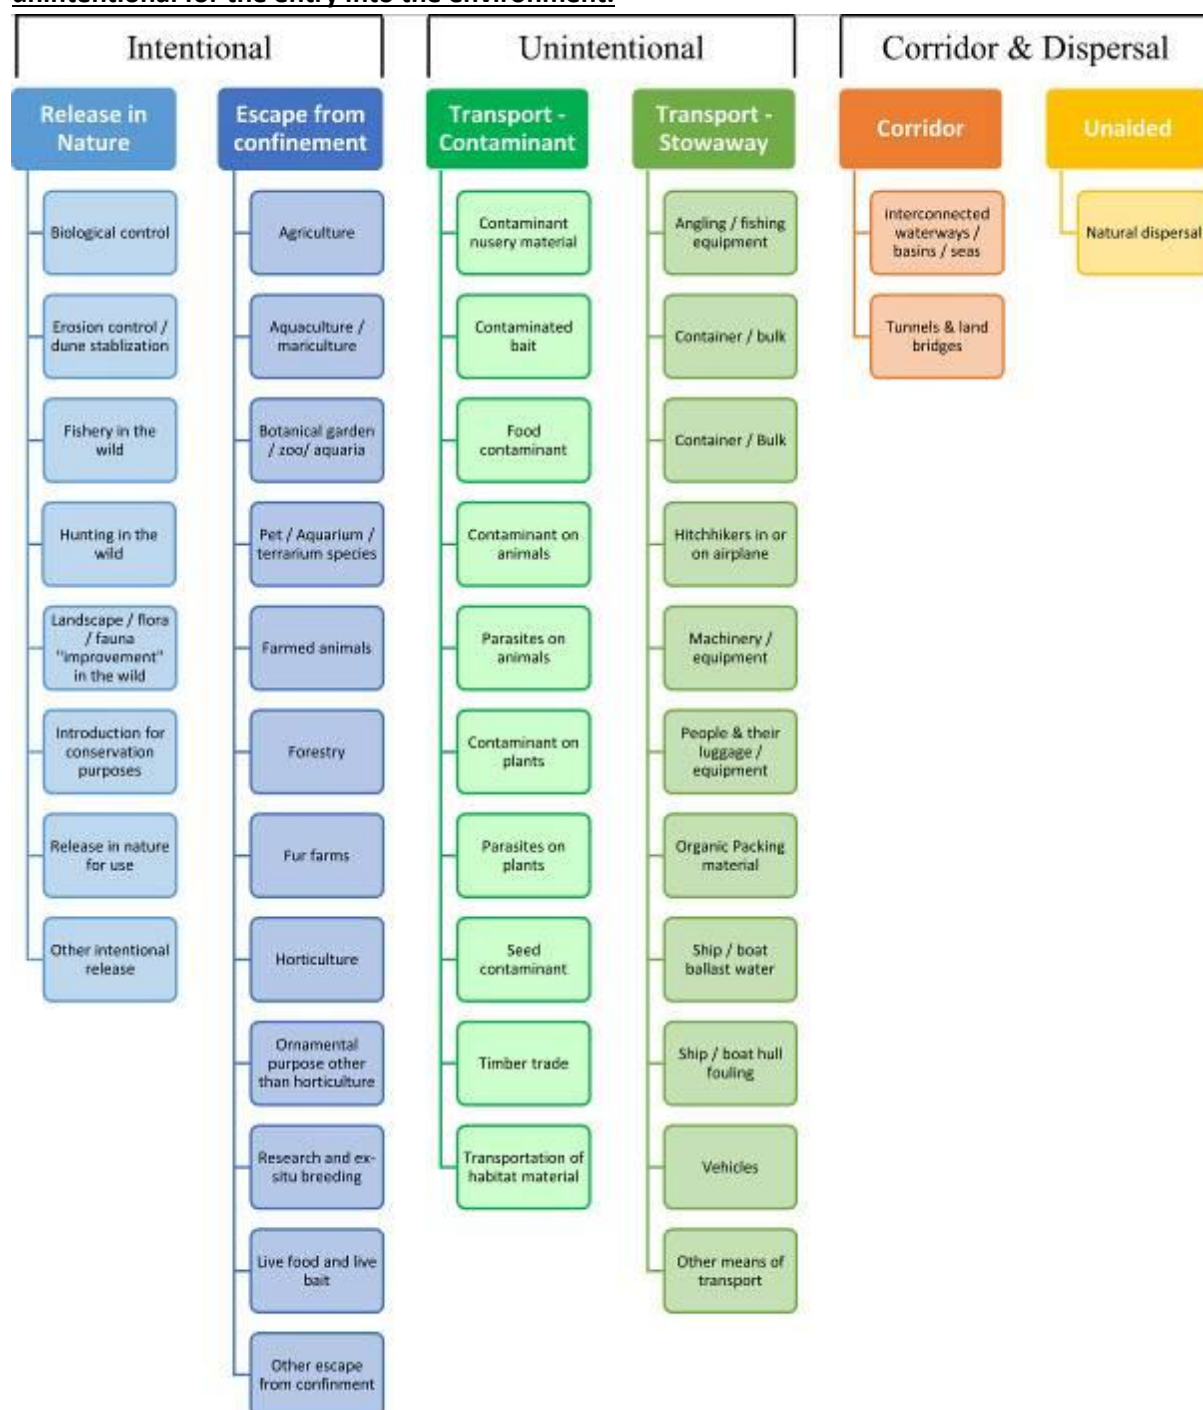 unintentional for the entry into the environment.
Intentional
Unintentional
Corridor & Dispersal
Release in
Nature
Escape from
confinement
Transport -
Contaminant
Transport -
Stowaway
Corridor
Unaided
Biological control
Erosion control /
dune stablization
Fishery in the
wild
Hunting in the
wild
Landscape / flora
/ fauna
"improvement"
in the wild
Introduction for
conservation
purposes
Release in nature
for use
Other intentional
release
Agriculture
Aquaculture /
mariculture
Botanical garden
/ zoo/ aquaria
Pet / Aquarium /
terrarium species
Farmed animals
Forestry
Fur farms
Horticulture
Ornamental
purpose other
than horticulture
Research and ex-
situ breeding
Live food and live
bait
Other escape
from confinment
Contaminant
nusery material
Contaminated
bait
Food
contaminant
Contaminant on
animals
Parasites on
animals
Contaminant on
plants
Parasites on
plants
Seed
contaminant
Timber trade
Transportation of
habitat material
Angling / fishing
equipment
Container / bulk
Container / Bulk
Hitchhikers in or
on airplane
Machinery /
equipment
People & their
luggage /
equipment
Organic Packing
material
Ship / boat
ballast water
Ship / boat hull
fouling
Vehicles
Other means of
transport
Interconnected
waterways /
basins / seas
Tunnels & land
bridges
Natural dispersal